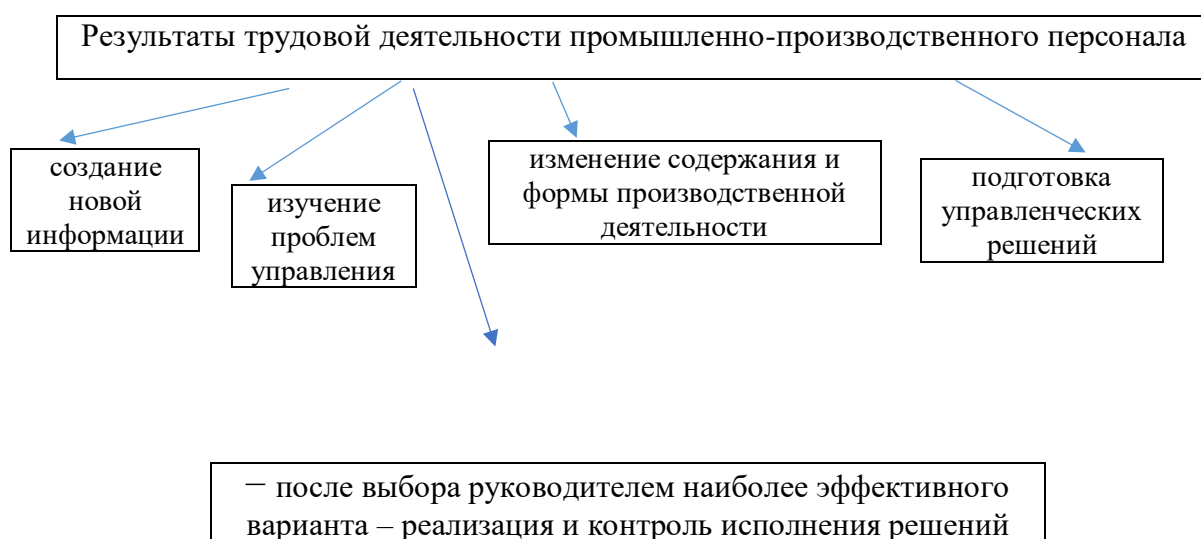 Результаты трудовой деятельности промышленно-производственного персонала
создание
новой
информации
изучение
проблем
управления
изменение содержания и
формы производственной
деятельности
подготовка
управленческих
решений
− после выбора руководителем наиболее эффективного
варианта – реализация и контроль исполнения решений